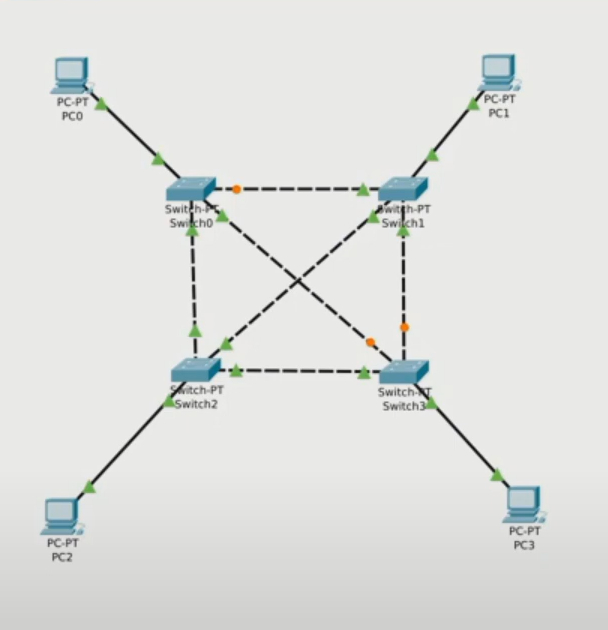 PC-PT
PC0
PC-PT
PC1
Switch-PT
Switch0
Switch-PT
Switch1
Switch-PT
Switch2
Switch-PT
Switch3
PC-PT
PC2
PC-PT
PC3